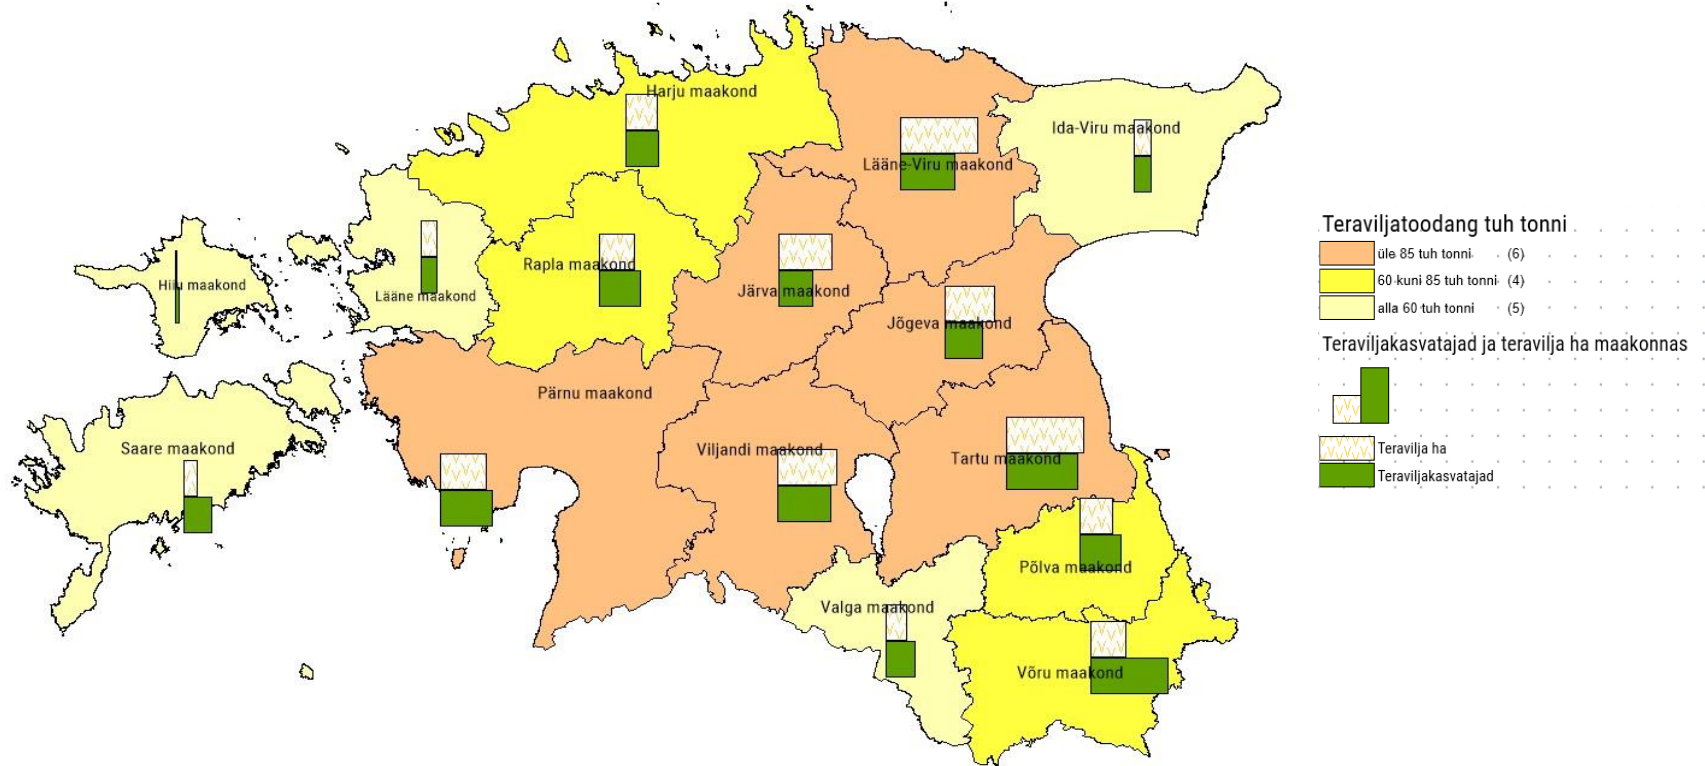 Harju maakond
Ida-Viru maakond
Lääne-Viru maakond
Rapla maakond
Hiiu maakond
Lääne maakond
Järva maakond
Jõgeva maakond
Pärnu maakond
Saare maakond
Viljandi maakond
Tartu maakond
Põlva maakond
Valga maakond
Võru maakond
Teraviljatoodang tuh tonni
üle 85 tuh tonni (6)
60 kuni 85 tuh tonni (4)
alla 60 tuh tonni (5)
Teraviljakasvatajad ja teravilja ha maakonnas
Teravilja ha
Teraviljakasvatajad